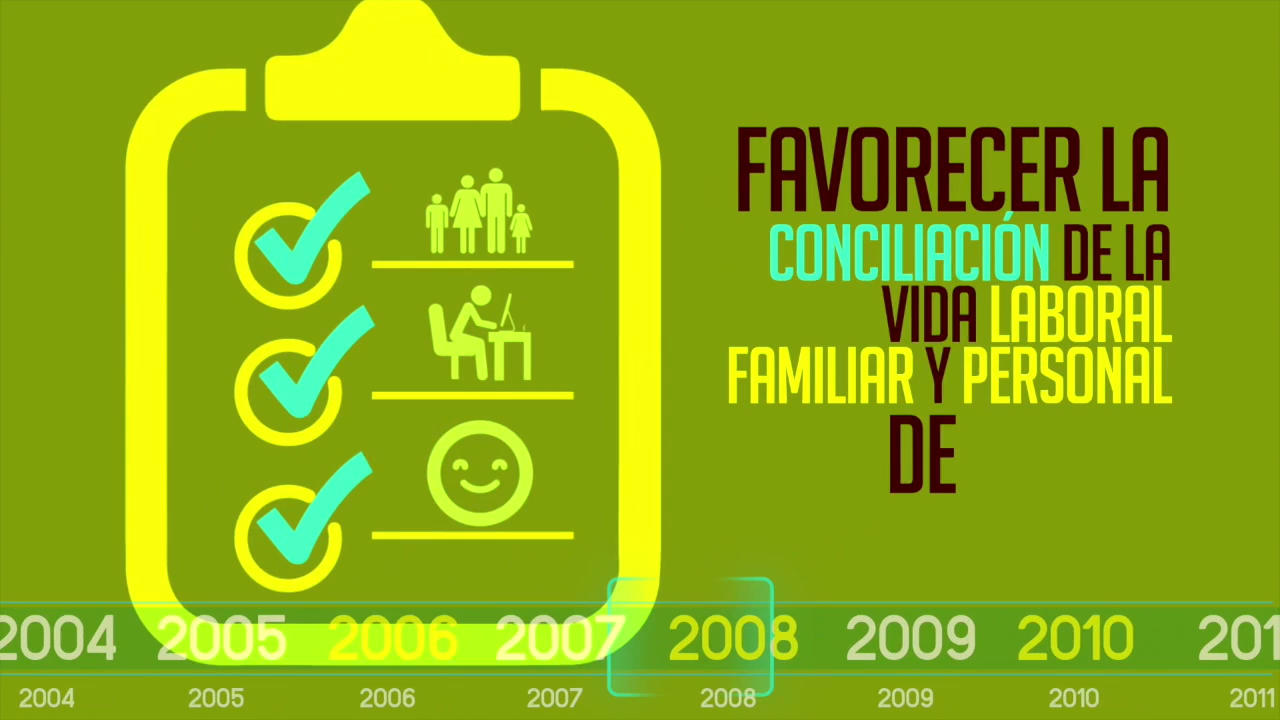 FAVORECER LA
CONCILIACIÓN DE LA
VIDA LABORAL
FAMILIAR Y PERSONAL
DE
2004 2005 2006 2007 2008 2009 2010 201
2004 2005 2006 2007 2008 2009 2010 2011